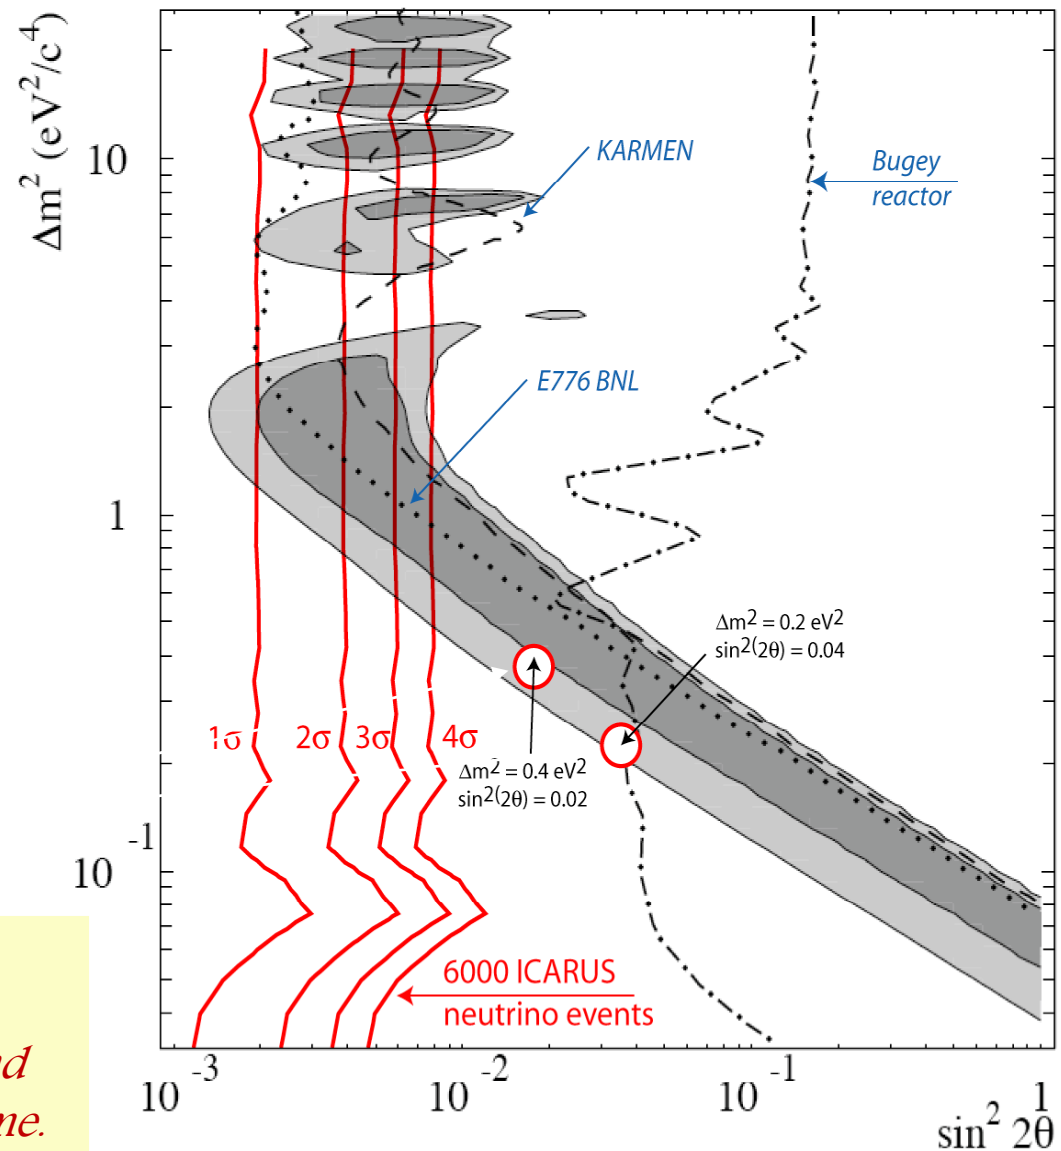 Δm² (eV²/c⁴)
10
1
10⁻¹
KARMEN
Bugey
reactor
E776 BNL
Δm² = 0.2 eV²
sin²(2θ) = 0.04
1σ 2σ 3σ 4σ
Δm² = 0.4 eV²
sin²(2θ) = 0.02
6000 ICARUS
neutrino events
10⁻³ 10⁻² 10⁻¹ 1
sin² 2θ